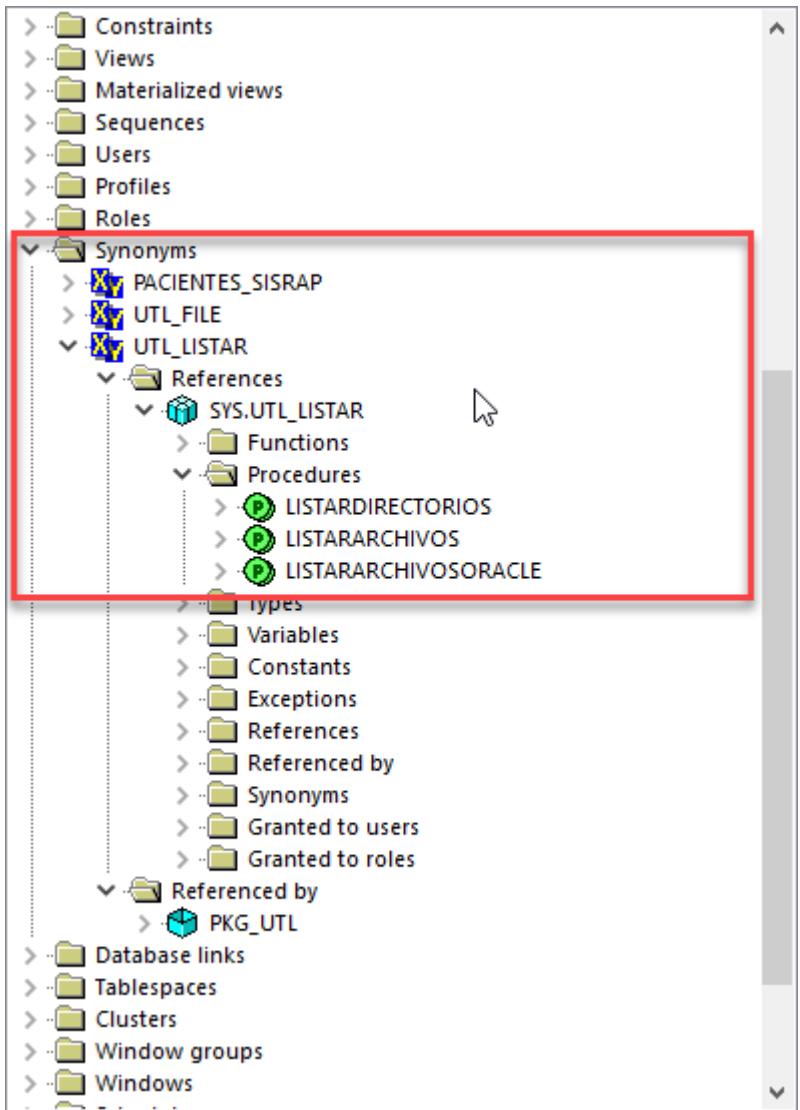 Constraints
Views
Materialized views
Sequences
Users
Profiles
Roles
Synonyms
PACIENTES_SISRAP
UTL_FILE
UTL_LISTAR
References
SYS.UTL_LISTAR
Functions
Procedures
LISTARDIRECTORIOS
LISTARARCHIVOS
LISTARARCHIVOSORACLE
Types
Variables
Constants
Exceptions
References
Referenced by
Synonyms
Granted to users
Granted to roles
Referenced by
PKG_UTL
Database links
Tablespaces
Clusters
Window groups
Windows